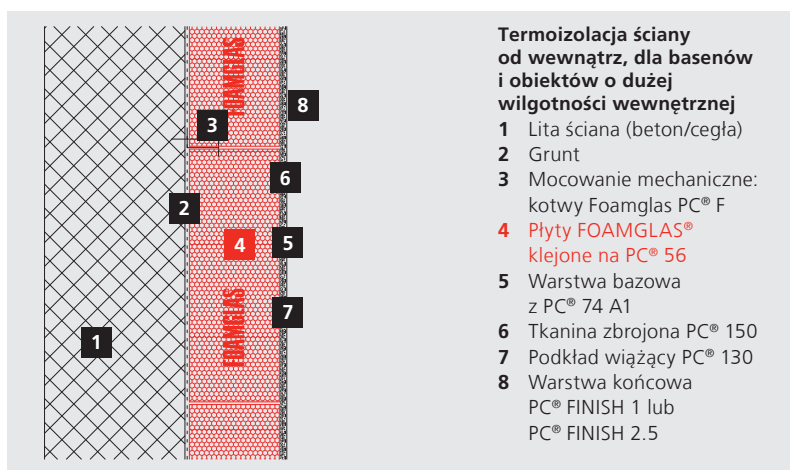 FOAMGLAS
8
3
6
2
4
5
FOAMGLAS
7
1
Termoizolacja ściany
od wewnątrz, dla basenów
i obiektów o dużej
wilgotności wewnętrznej
1 Lita ściana (beton/cegła)
2 Grunt
3 Mocowanie mechaniczne:
kotwy Foamglas PC® F
4 Płyty FOAMGLAS®
klejone na PC® 56
5 Warstwa bazowa
z PC® 74 A1
6 Tkanina zbrojona PC® 150
7 Podkład wiążący PC® 130
8 Warstwa końcowa
PC® FINISH 1 lub
PC® FINISH 2.5